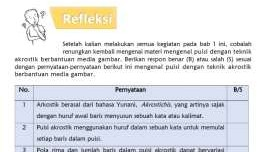 Refleksi
Setelah kalian melakukan semua kegiatan pada bab 1 ini, cobalah
renungkan kembali mengenai materi mengenai puisi dengan teknik
akrostik berbantuan media gambar. Berikan respon benar (B) atau salah (S) sesuai
dengan pernyataan-pernyataan berikut ini mengenai puisi dengan teknik akrostik
berbantuan media gambar.
No. Pernyataan B/S
1 Arkostik berasal dari bahasa Yunani, Akrostichis, yang artinya sajak
dengan huruf awal baris menyusun sebuah kata atau kalimat.
2 Puisi akrostik menggunakan huruf dalam sebuah kata untuk memulai
setiap baris dalam puisi.
3 Pola rima dan jumlah baris dalam puisi akrostik dapat bervariasi